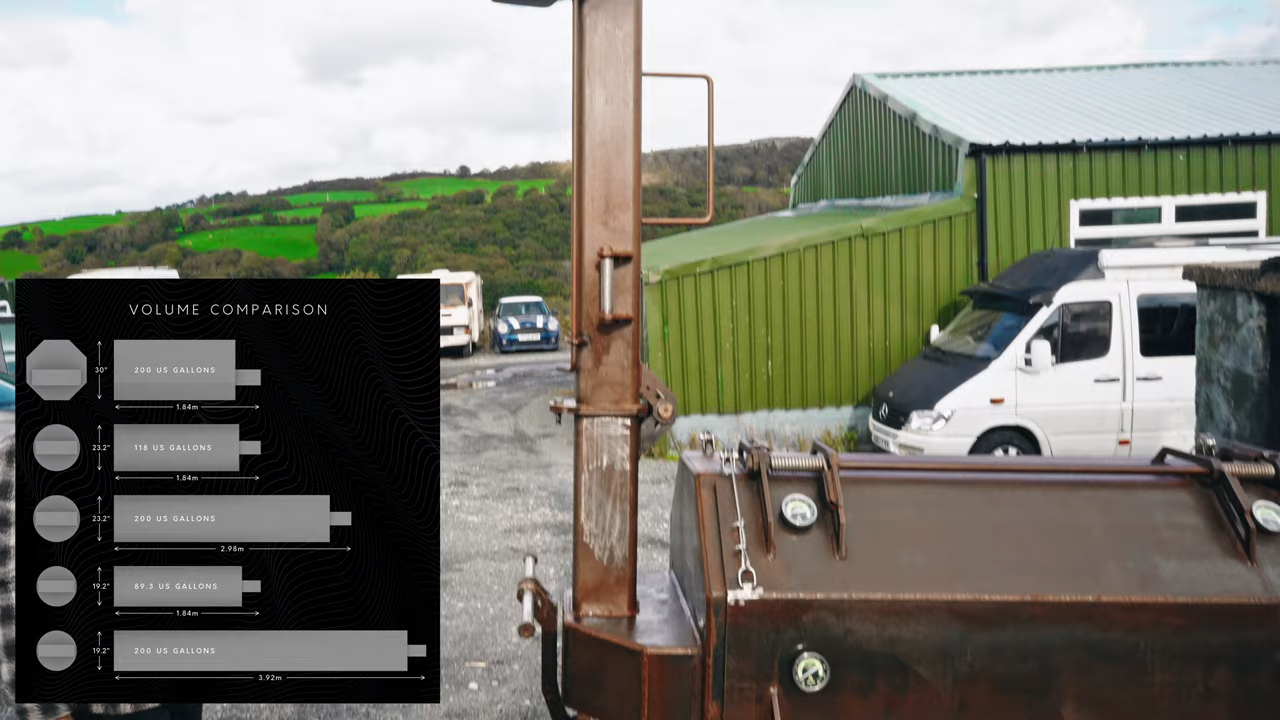 VOLUME COMPARISON
30"
200 US GALLONS
1.84m
23.2"
118 US GALLONS
1.84m
23.2"
200 US GALLONS
2.98m
19.2"
89.3 US GALLONS
1.84m
19.2"
200 US GALLONS
3.92m